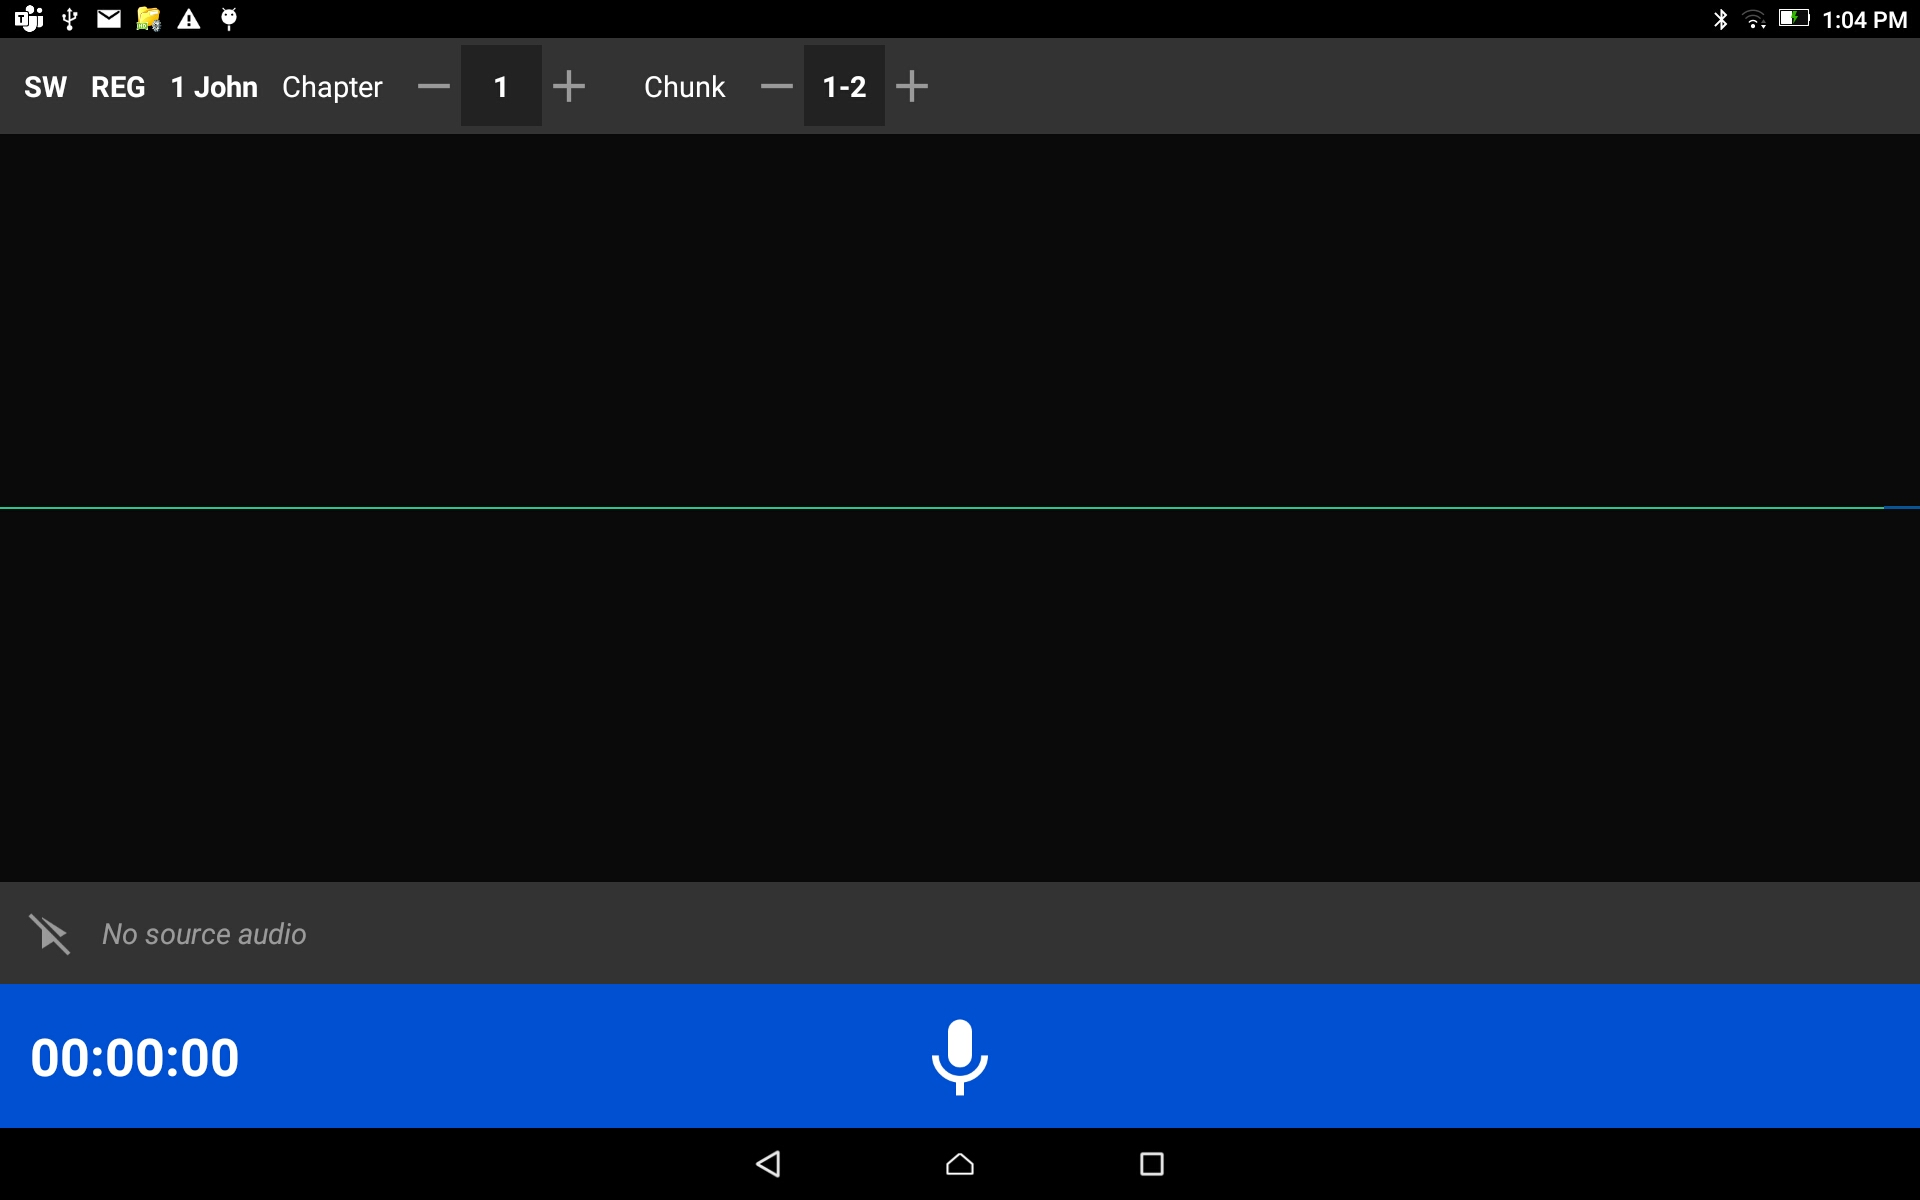 1:04 PM
SW REG 1 John Chapter — 1 + Chunk — 1-2 +
No source audio
00:00:00